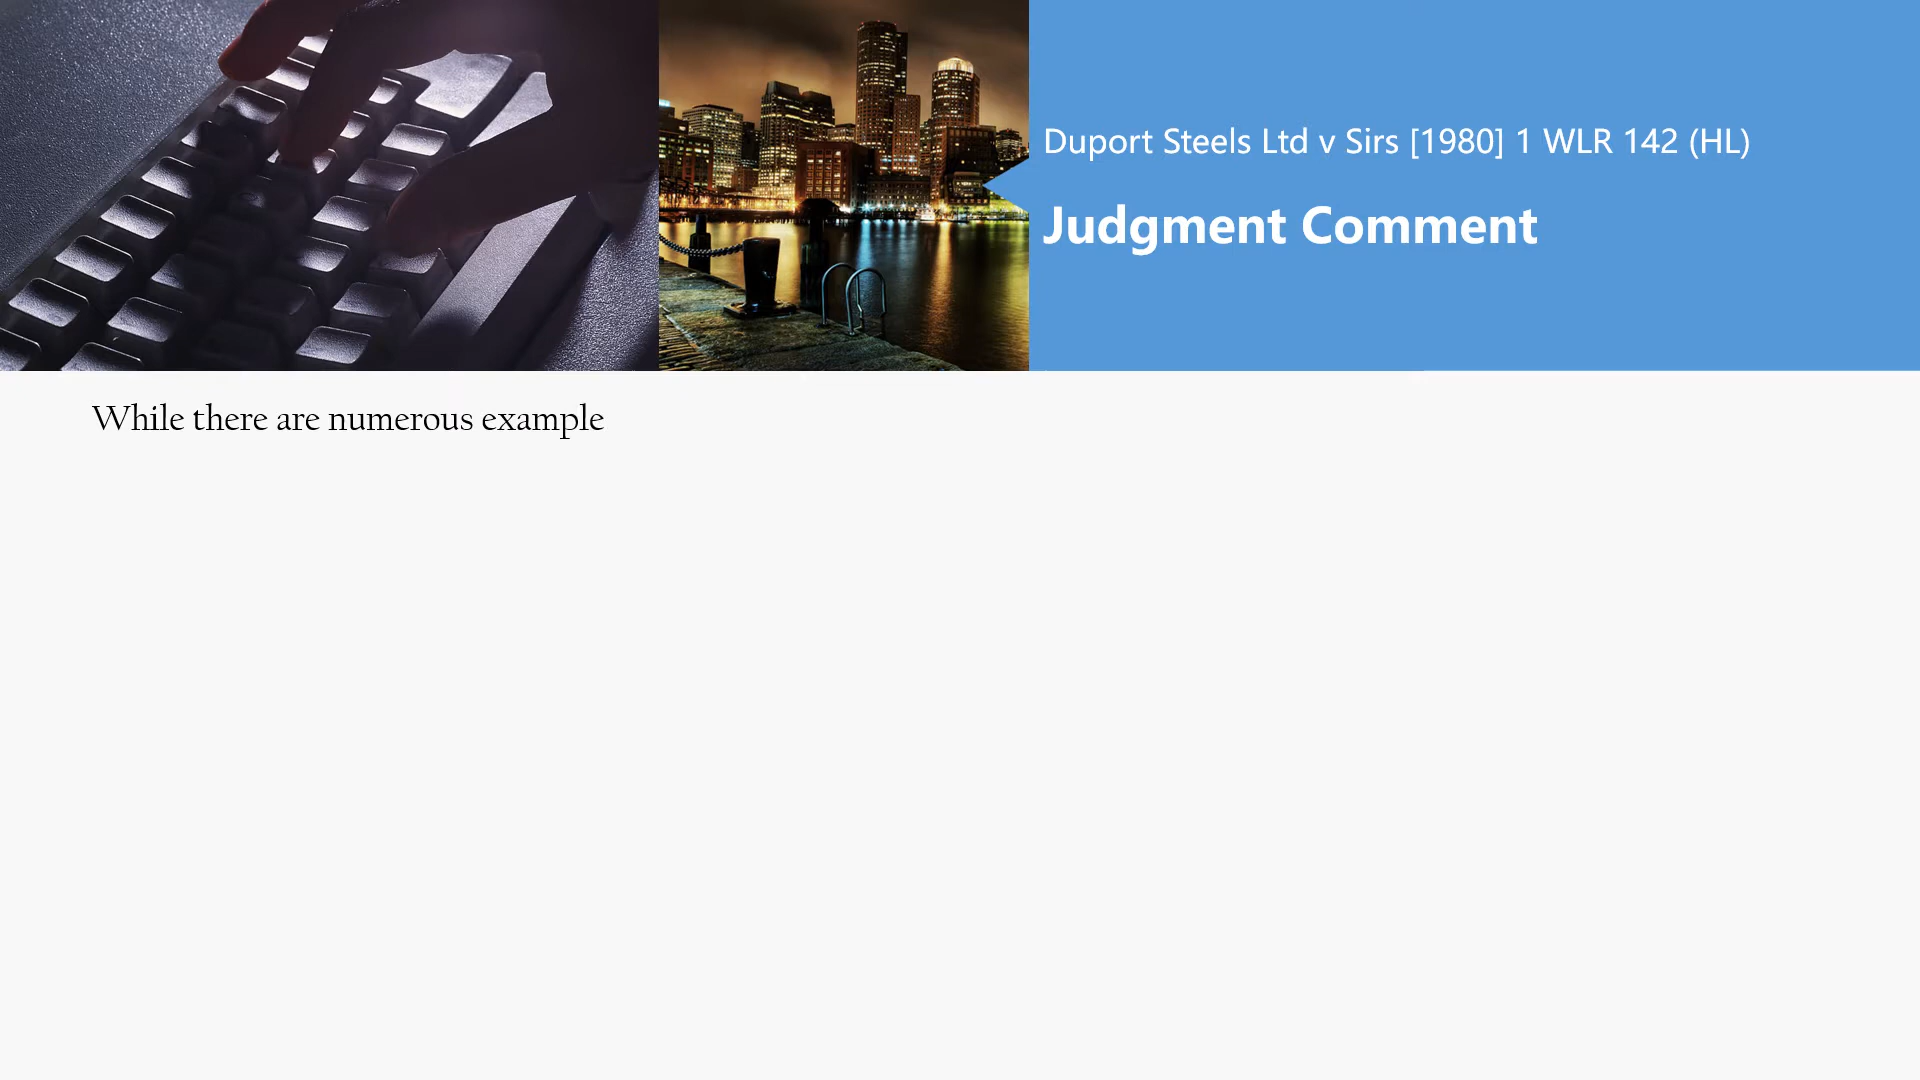 Duport Steels Ltd v Sirs [1980] 1 WLR 142 (HL)
Judgment Comment
While there are numerous example